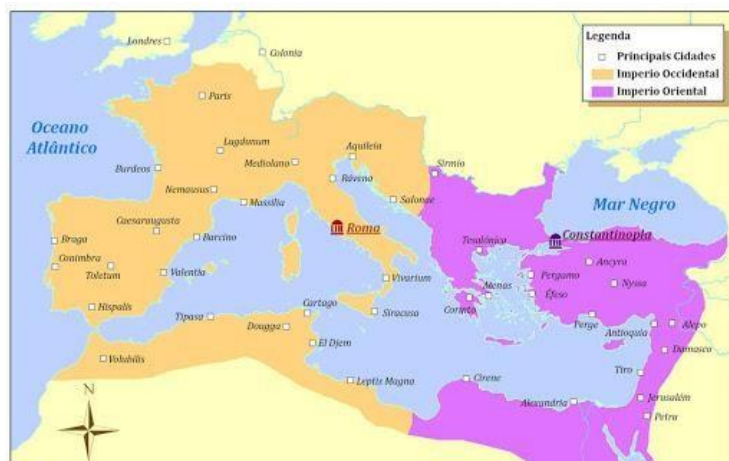 Londres
Colonia
Legenda
Principais Cidades
Imperio Occidental
Imperio Oriental
Paris
Oceano
Atlântico
Lugdunum
Aquileia
Mediolano
Burdeos
Ráveno
Sirmio
Nemausus
Massilia
Salonae
Mar Negro
Caesaraugusta
Roma
Constantinopla
Braga
Barcino
Tesalónica
Conimbra
Toletum
Valentia
Vivarium
Pergamo
Ancyra
Atenas
Nyssa
Hispalis
Cartago
Corinto
Éfeso
Tipasa
Dougga
Siracusa
Perge
Antioquia
Alepo
El Djem
Damasco
Volubilis
Leptis Magna
Cirene
Tiro
Alexandria
Jerusalém
Petra
N